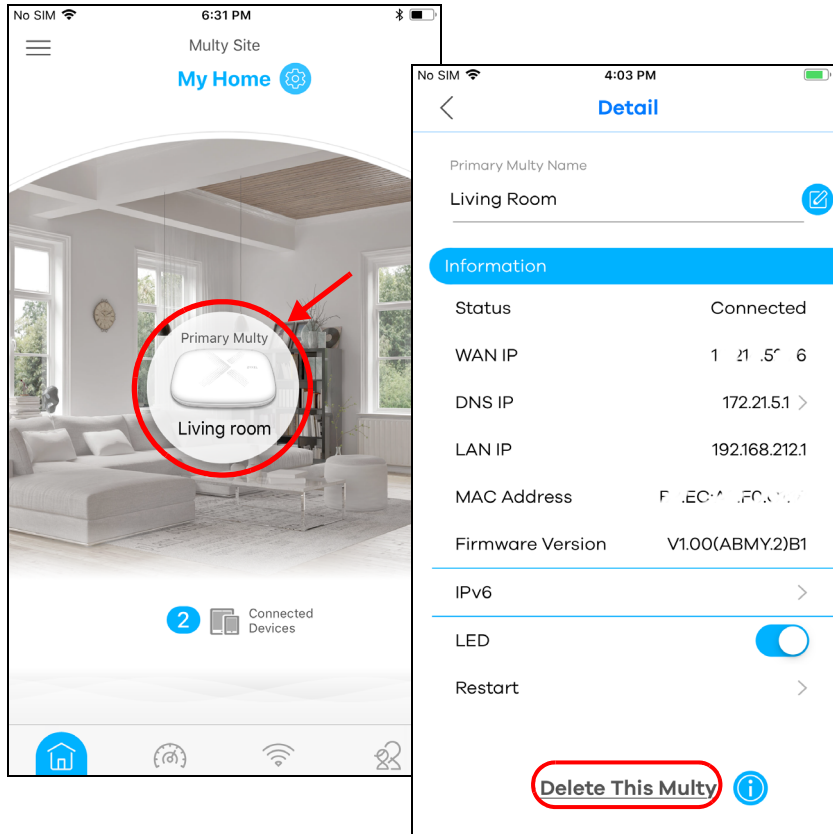 No SIM 6:31 PM
Multy Site
My Home
Primary Multy
Living room
2 Connected
Devices
No SIM 4:03 PM
Detail
Primary Multy Name
Living Room
Information
Status Connected
WAN IP
DNS IP 172.21.5.1
LAN IP 192.168.212.1
MAC Address
Firmware Version V1.00(ABMY.2)B1
IPv6
LED
Restart
Delete This Multy